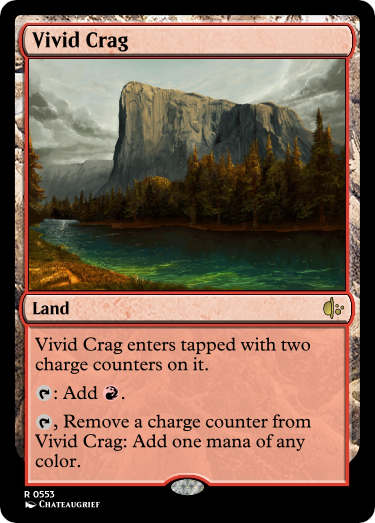 Vivid Crag
Land
Vivid Crag enters tapped with two
charge counters on it.
: Add .
, Remove a charge counter from
Vivid Crag: Add one mana of any
color.
R 0553
Chateaugrief